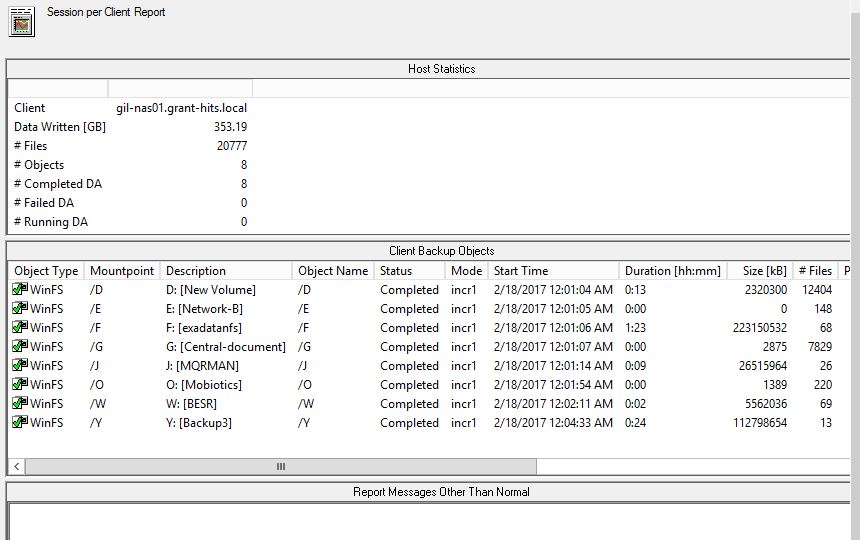 Session per Client Report
Host Statistics
Client gil-nas01.grant-hits.local
Data Written [GB] 353.19
# Files 20777
# Objects 8
# Completed DA 8
# Failed DA 0
# Running DA 0
Client Backup Objects
Object Type Mountpoint Description Object Name Status Mode Start Time Duration [hh:mm] Size [kB] # Files P
WinFS /D D: [New Volume] /D Completed incr1 2/18/2017 12:01:04 AM 0:13 2320300 12404
WinFS /E E: [Network-B] /E Completed incr1 2/18/2017 12:01:05 AM 0:00 0 148
WinFS /F F: [exadatanfs] /F Completed incr1 2/18/2017 12:01:06 AM 1:23 223150532 68
WinFS /G G: [Central-document] /G Completed incr1 2/18/2017 12:01:07 AM 0:00 2875 7829
WinFS /J J: [MQRMAN] /J Completed incr1 2/18/2017 12:01:14 AM 0:09 26515964 26
WinFS /O O: [Mobiotics] /O Completed incr1 2/18/2017 12:01:54 AM 0:00 1389 220
WinFS /W W: [BESR] /W Completed incr1 2/18/2017 12:02:11 AM 0:02 5562036 69
WinFS /Y Y: [Backup3] /Y Completed incr1 2/18/2017 12:04:33 AM 0:24 112798654 13
Report Messages Other Than Normal